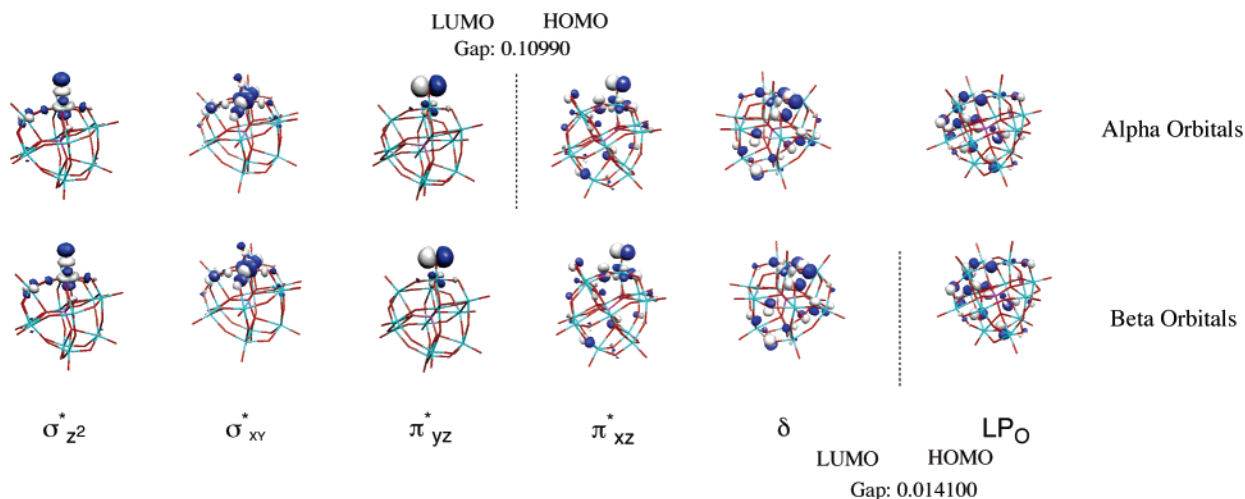 LUMO HOMO
Gap: 0.10990
Alpha Orbitals
Beta Orbitals
σ*z² σ*XY π*yz π*xz δ LPO
LUMO HOMO
Gap: 0.014100